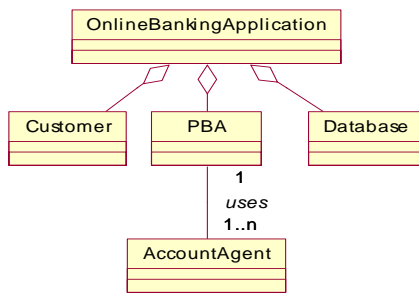 OnlineBankingApplication
Customer
PBA
Database
1
uses
1..n
AccountAgent